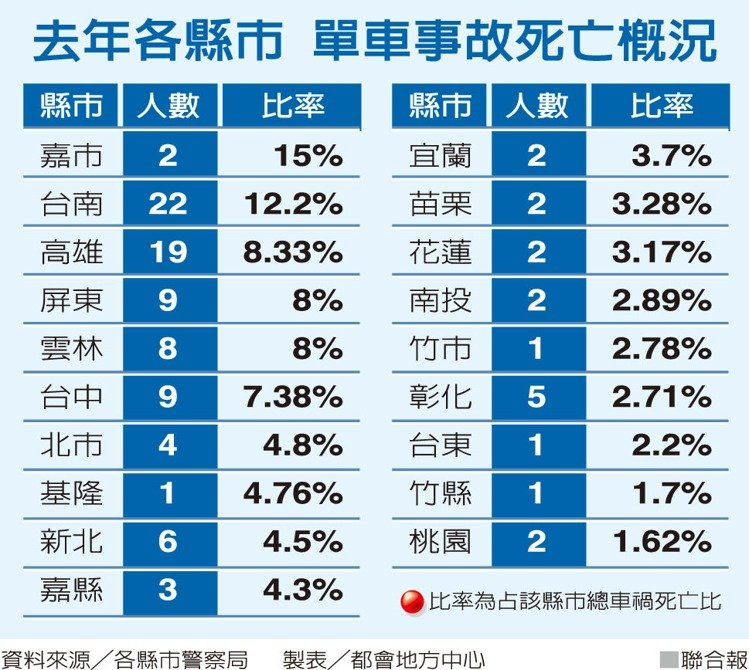 去年各縣市 單車事故死亡概況
縣市 人數 比率
嘉市 2 15%
台南 22 12.2%
高雄 19 8.33%
屏東 9 8%
雲林 8 8%
台中 9 7.38%
北市 4 4.8%
基隆 1 4.76%
新北 6 4.5%
嘉縣 3 4.3%
縣市 人數 比率
宜蘭 2 3.7%
苗栗 2 3.28%
花蓮 2 3.17%
南投 2 2.89%
竹市 1 2.78%
彰化 5 2.71%
台東 1 2.2%
竹縣 1 1.7%
桃園 2 1.62%
比率為占該縣市總車禍死亡比
資料來源／各縣市警察局 製表／都會地方中心 ■聯合報